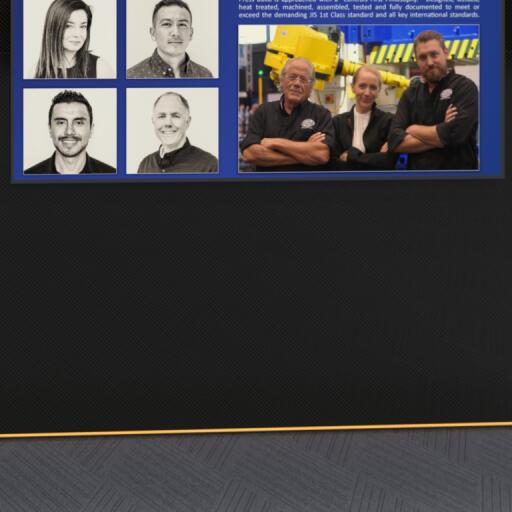 heat treated, machined, assembled, tested and fully documented to meet or
exceed the demanding JIS 1st Class standard and all key international standards.